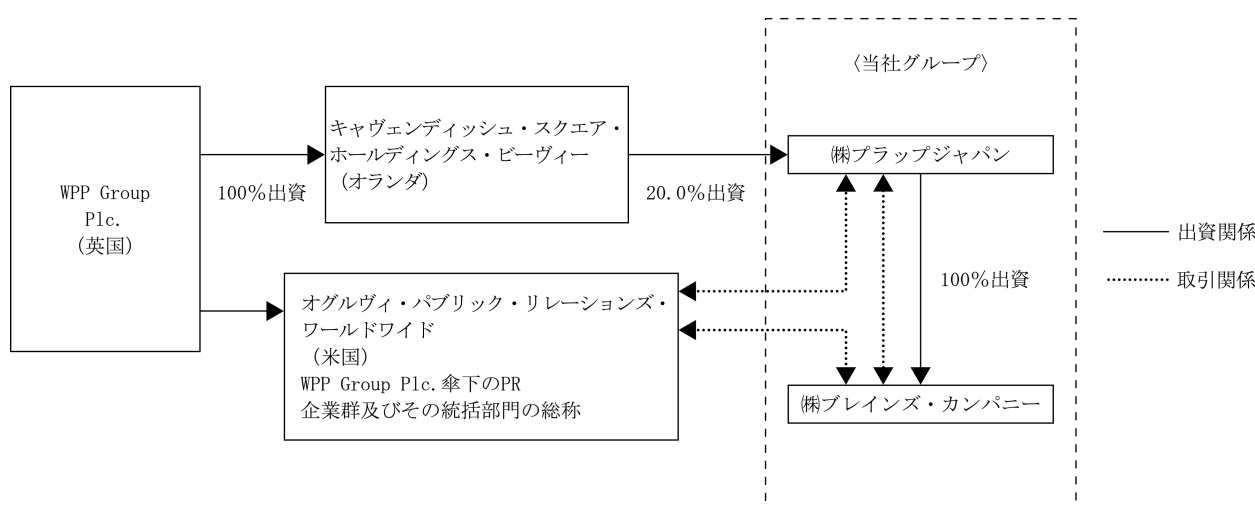 〈当社グループ〉
WPP Group
Plc.
(英国)
100%出資
キャヴェンディッシュ・スクエア・
ホールディングス・ビーヴィー
(オランダ)
20.0%出資
㈱プラップジャパン
オグルヴィ・パブリック・リレーションズ・
ワールドワイド
(米国)
WPP Group Plc.傘下のPR
企業群及びその統括部門の総称
100%出資
㈱ブレインズ・カンパニー
出資関係
取引関係